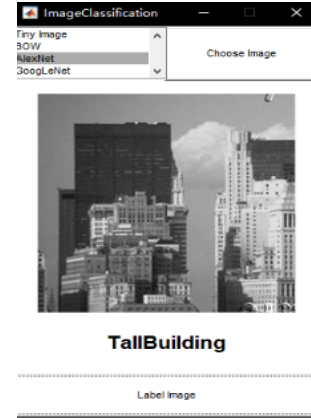 ImageClassification
Tiny Image
BOW
AlexNet
GoogLeNet
Choose Image
TallBuilding
Label Image